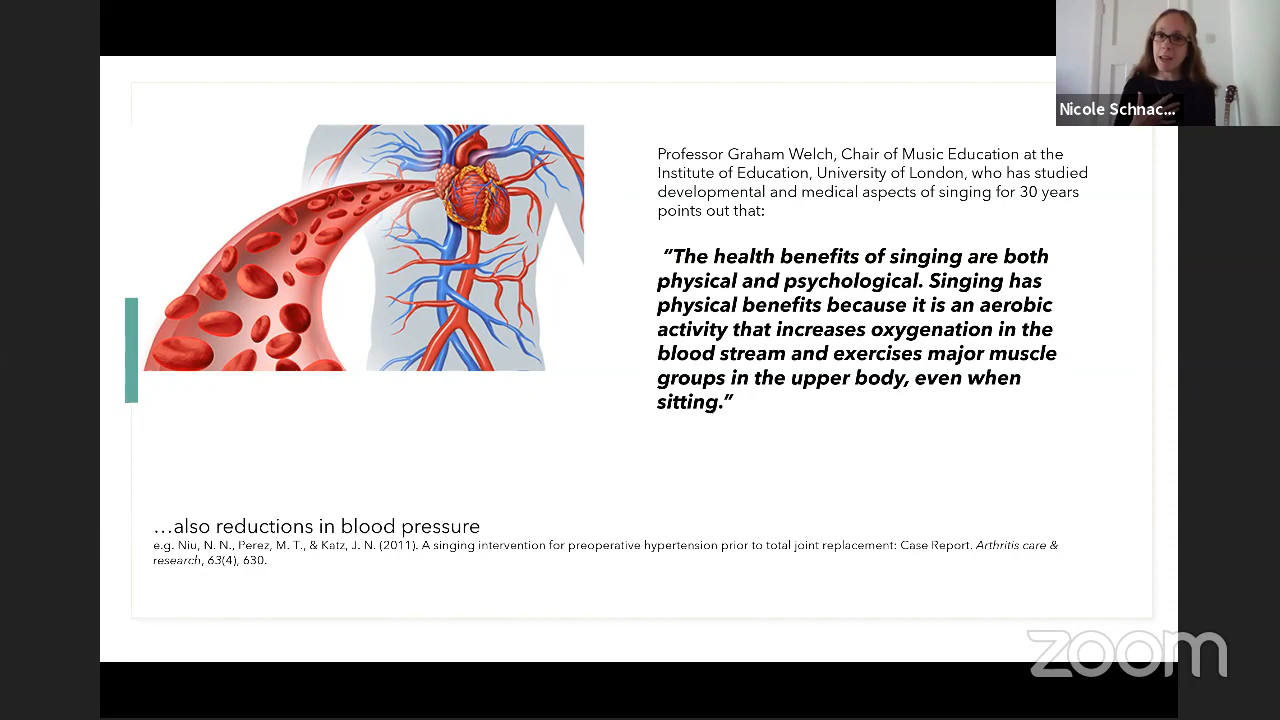 Nicole Schnac...
Professor Graham Welch, Chair of Music Education at the
Institute of Education, University of London, who has studied
developmental and medical aspects of singing for 30 years
points out that:
“The health benefits of singing are both
physical and psychological. Singing has
physical benefits because it is an aerobic
activity that increases oxygenation in the
blood stream and exercises major muscle
groups in the upper body, even when
sitting.”
…also reductions in blood pressure
e.g. Niu, N. N., Perez, M. T., & Katz, J. N. (2011). A singing intervention for preoperative hypertension prior to total joint replacement: Case Report. Arthritis care &
research, 63(4), 630.
zoom